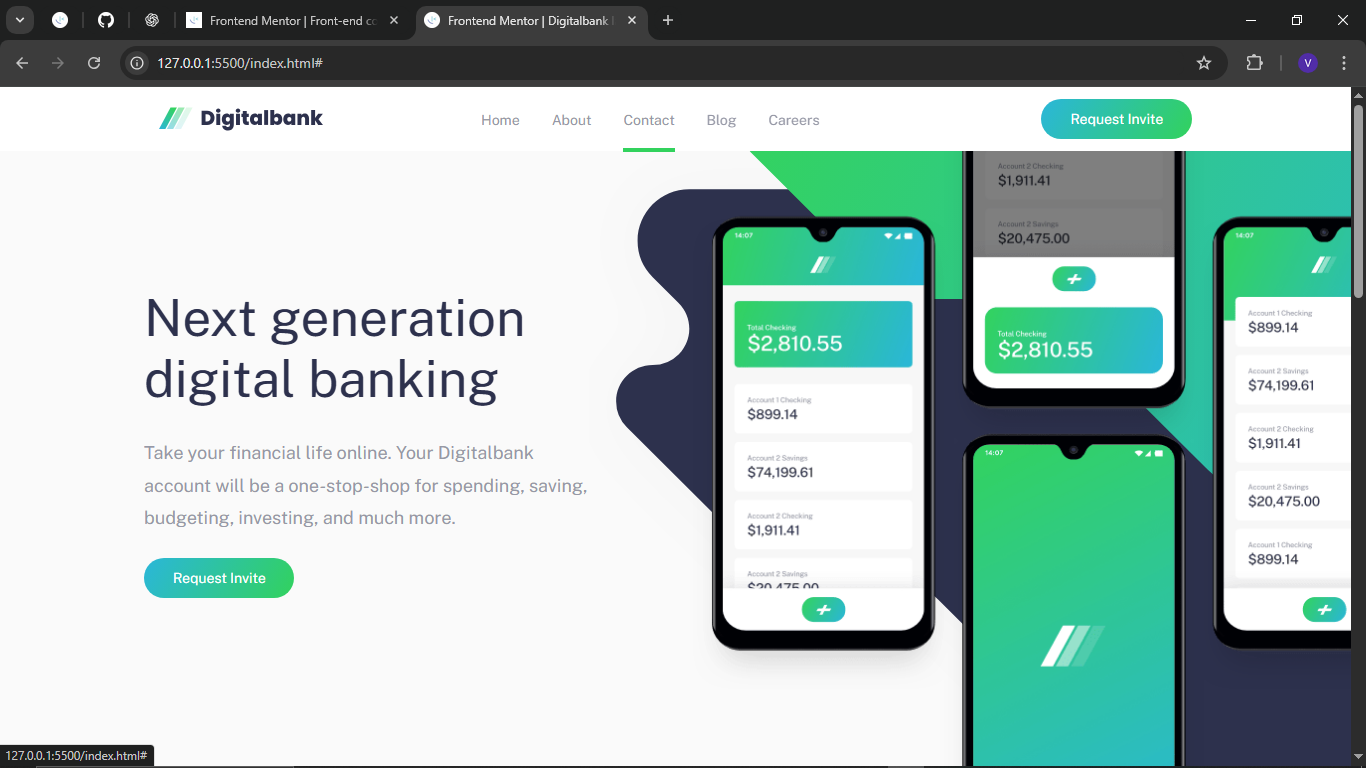 Frontend Mentor | Front-end co
Frontend Mentor | Digitalbank l
127.0.0.1:5500/index.html#
V
Digitalbank
Home
About
Contact
Blog
Careers
Request Invite
Next generation
digital banking
Take your financial life online. Your Digitalbank
account will be a one-stop-shop for spending, saving,
budgeting, investing, and much more.
Request Invite
14:07
Total Checking
$2,810.55
Account 1 Checking
$899.14
Account 2 Savings
$74,199.61
Account 2 Checking
$1,911.41
Account 2 Savings
$20,475.00
Account 2 Checking
$1,911.41
Account 2 Savings
$20,475.00
Total Checking
$2,810.55
14:07
14:07
Account 1 Checking
$899.14
Account 2 Savings
$74,199.61
Account 2 Checking
$1,911.41
Account 2 Savings
$20,475.00
Account 1 Checking
$899.14
127.0.0.1:5500/index.html#